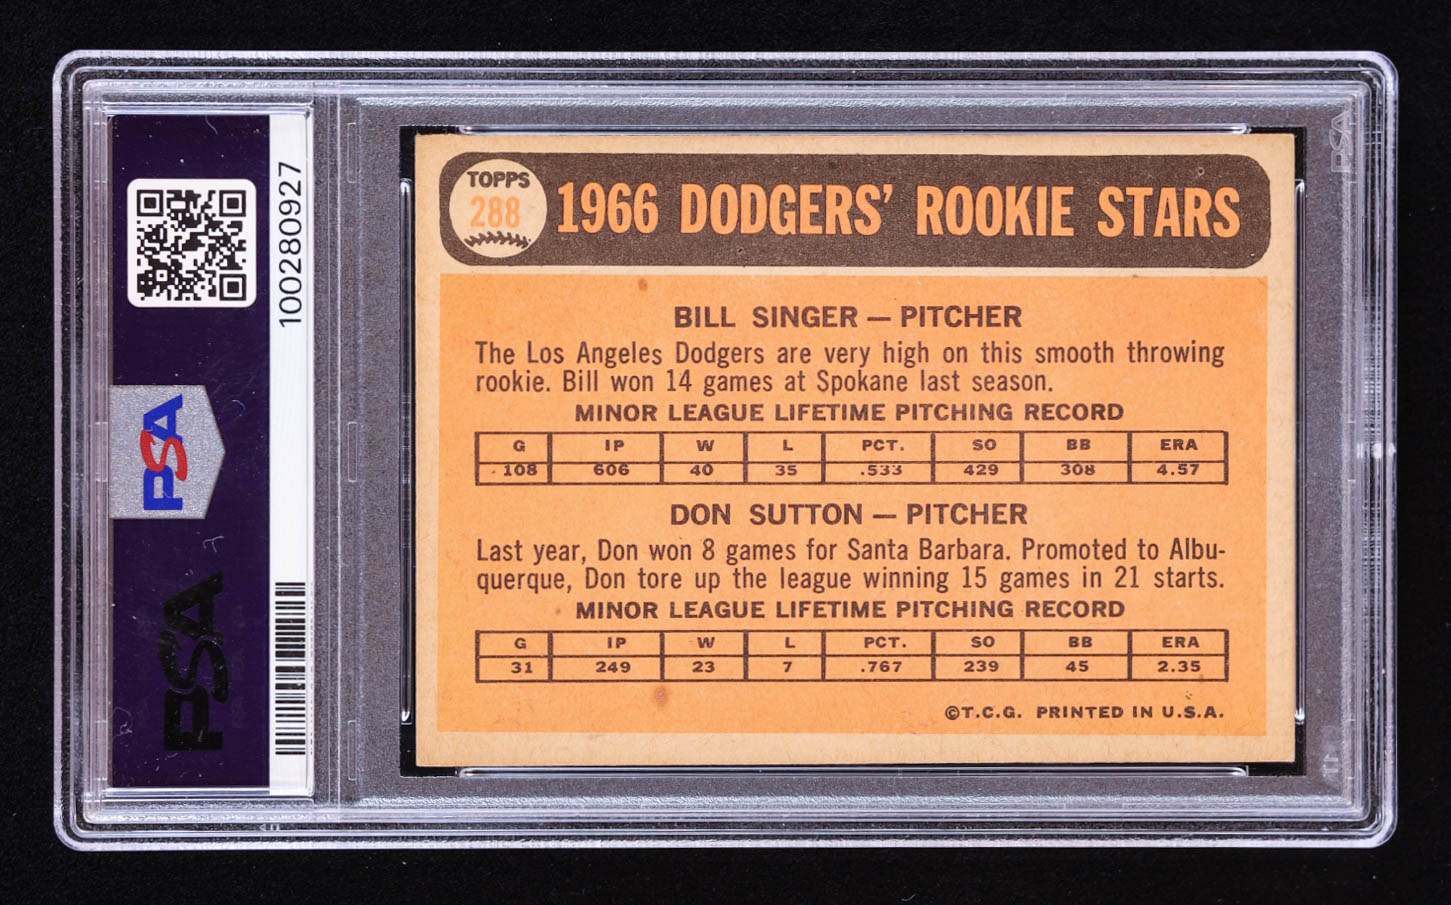 100280927
PSA
PSA
PSA
TOPPS
288
1966 DODGERS' ROOKIE STARS
BILL SINGER — PITCHER
The Los Angeles Dodgers are very high on this smooth throwing
rookie. Bill won 14 games at Spokane last season.
MINOR LEAGUE LIFETIME PITCHING RECORD
G IP W L PCT. SO BB ERA
108 606 40 35 .533 429 308 4.57
DON SUTTON — PITCHER
Last year, Don won 8 games for Santa Barbara. Promoted to Albu-
querque, Don tore up the league winning 15 games in 21 starts.
MINOR LEAGUE LIFETIME PITCHING RECORD
G IP W L PCT. SO BB ERA
31 249 23 7 .767 239 45 2.35
©T.C.G. PRINTED IN U.S.A.